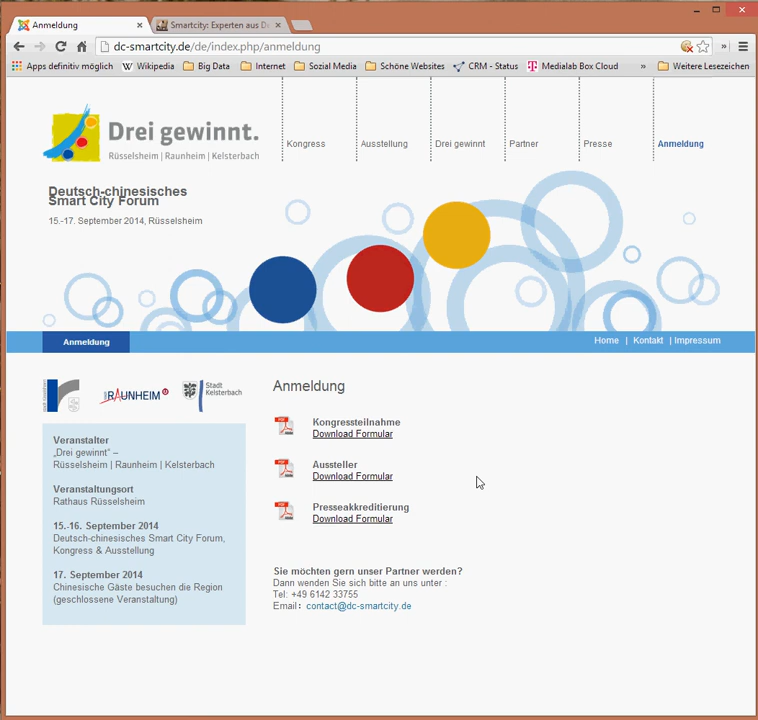 Anmeldung
Smartcity: Experten aus D
dc-smartcity.de/de/index.php/anmeldung
Apps definitiv möglich Wikipedia Big Data Internet Sozial Media Schöne Websites CRM - Status Medialab Box Cloud » Weitere Lesezeichen
Drei gewinnt.
Rüsselsheim | Raunheim | Kelsterbach
Kongress Ausstellung Drei gewinnt Partner Presse Anmeldung
Deutsch-chinesisches
Smart City Forum
15.-17. September 2014, Rüsselsheim
Anmeldung
Home | Kontakt | Impressum
RAUNHEIM
Stadt
Kelsterbach
Veranstalter
„Drei gewinnt“ –
Rüsselsheim | Raunheim | Kelsterbach
Veranstaltungsort
Rathaus Rüsselsheim
15.-16. September 2014
Deutsch-chinesisches Smart City Forum,
Kongress & Ausstellung
17. September 2014
Chinesische Gäste besuchen die Region
(geschlossene Veranstaltung)
Anmeldung
Kongressteilnahme
Download Formular
Aussteller
Download Formular
Presseakkreditierung
Download Formular
Sie möchten gern unser Partner werden?
Dann wenden Sie sich bitte an uns unter :
Tel: +49 6142 33755
Email: contact@dc-smartcity.de